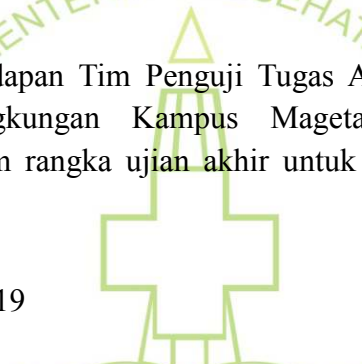 dapan Tim Penguji Tugas A
gkungan Kampus Mageta
n rangka ujian akhir untuk
19